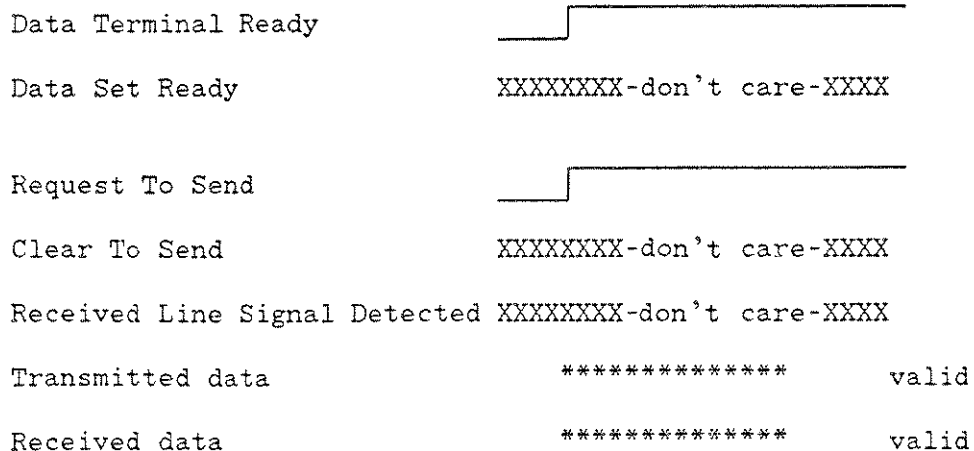 Data Terminal Ready
Data Set Ready XXXXXXXX-don't care-XXXX
Request To Send
Clear To Send XXXXXXXX-don't care-XXXX
Received Line Signal Detected XXXXXXXX-don't care-XXXX
Transmitted data ************** valid
Received data ************** valid